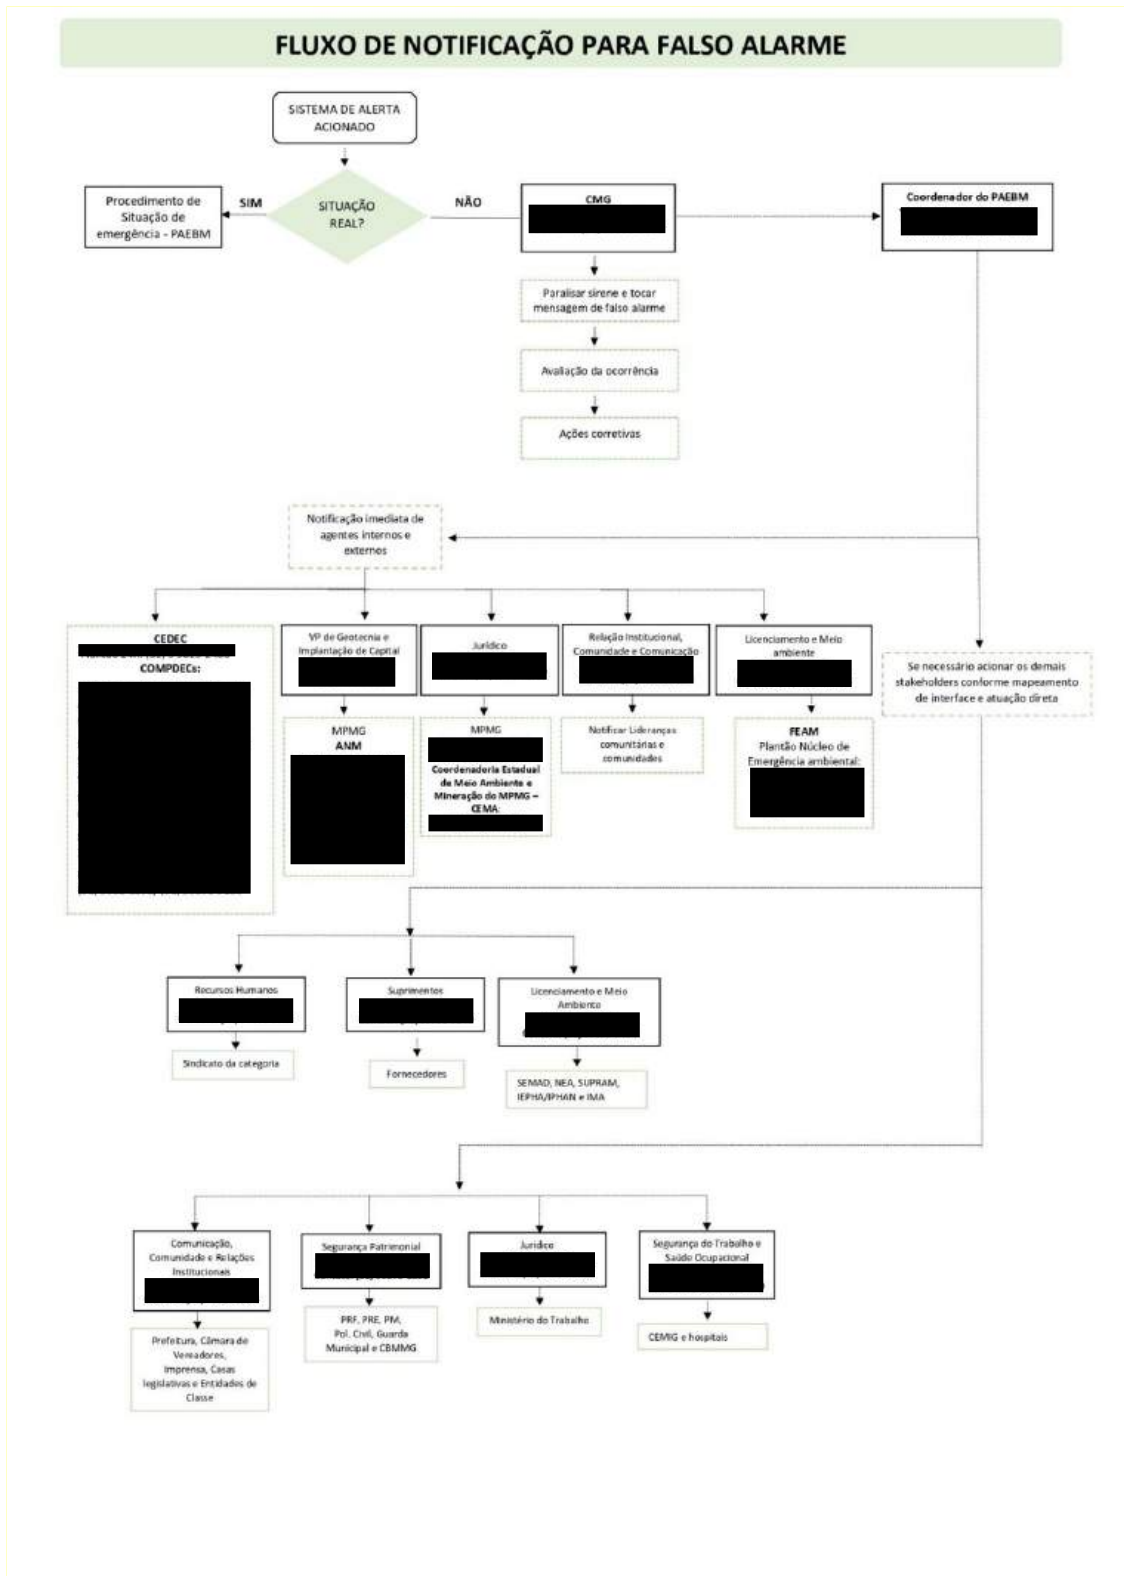 FLUXO DE NOTIFICAÇÃO PARA FALSO ALARME
SISTEMA DE ALERTA
ACIONADO
Procedimento de
Situação de
emergência - PAEBM
SIM
SITUAÇÃO
REAL?
NÃO
CMG
Coordenador do PAEBM
Paralisar sirene e tocar
mensagem de falso alarme
Avaliação da ocorrência
Ações corretivas
Notificação imediata de
agentes internos e
externos
CEDEC
COMPDECs:
VP de Geotecnia e
Implantação de Capital
Jurídico
Relação Institucional,
Comunidade e Comunicação
Licenciamento e Meio
ambiente
Se necessário acionar os demais
stakeholders conforme mapeamento
de interface e atuação direta
MPMG
ANM
MPMG
Coordenadoria Estadual
de Meio Ambiente e
Mineração do MPMG –
CEMA:
Notificar Lideranças
comunitárias e
comunidades
FEAM
Plantão Núcleo de
Emergência ambiental:
Recursos Humanos
Suprimentos
Licenciamento e Meio
Ambiente
Sindicato da categoria
Fornecedores
SEMAD, NEA, SUPRAM,
IEPHA/IPHAN e IMA
Comunicação,
Comunidade e Relações
Institucionais
Segurança Patrimonial
Jurídico
Segurança do Trabalho e
Saúde Ocupacional
Prefeitura, Câmara de
Vereadores,
Imprensa, Casas
legislativas e Entidades de
Classe
PRF, PRE, PM,
Pol. Civil, Guarda
Municipal e CBMMG
Ministério do Trabalho
CEMIG e hospitais